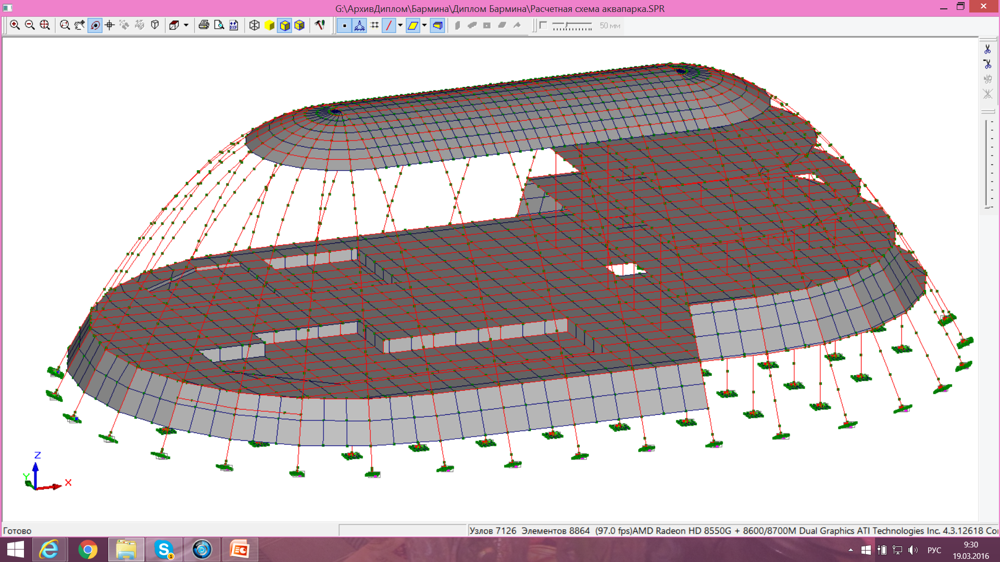 G:\АрхивДиплом\Бармина\Диплом Бармина\Расчетная схема аквапарка.SPR
50 мм
Z
Y
X
Готово
Узлов 7126 Элементов 8864 (97.0 fps)AMD Radeon HD 8550G + 8600/8700M Dual Graphics ATI Technologies Inc. 4.3.12618 Co
1
РУС
9:30
19.03.2016